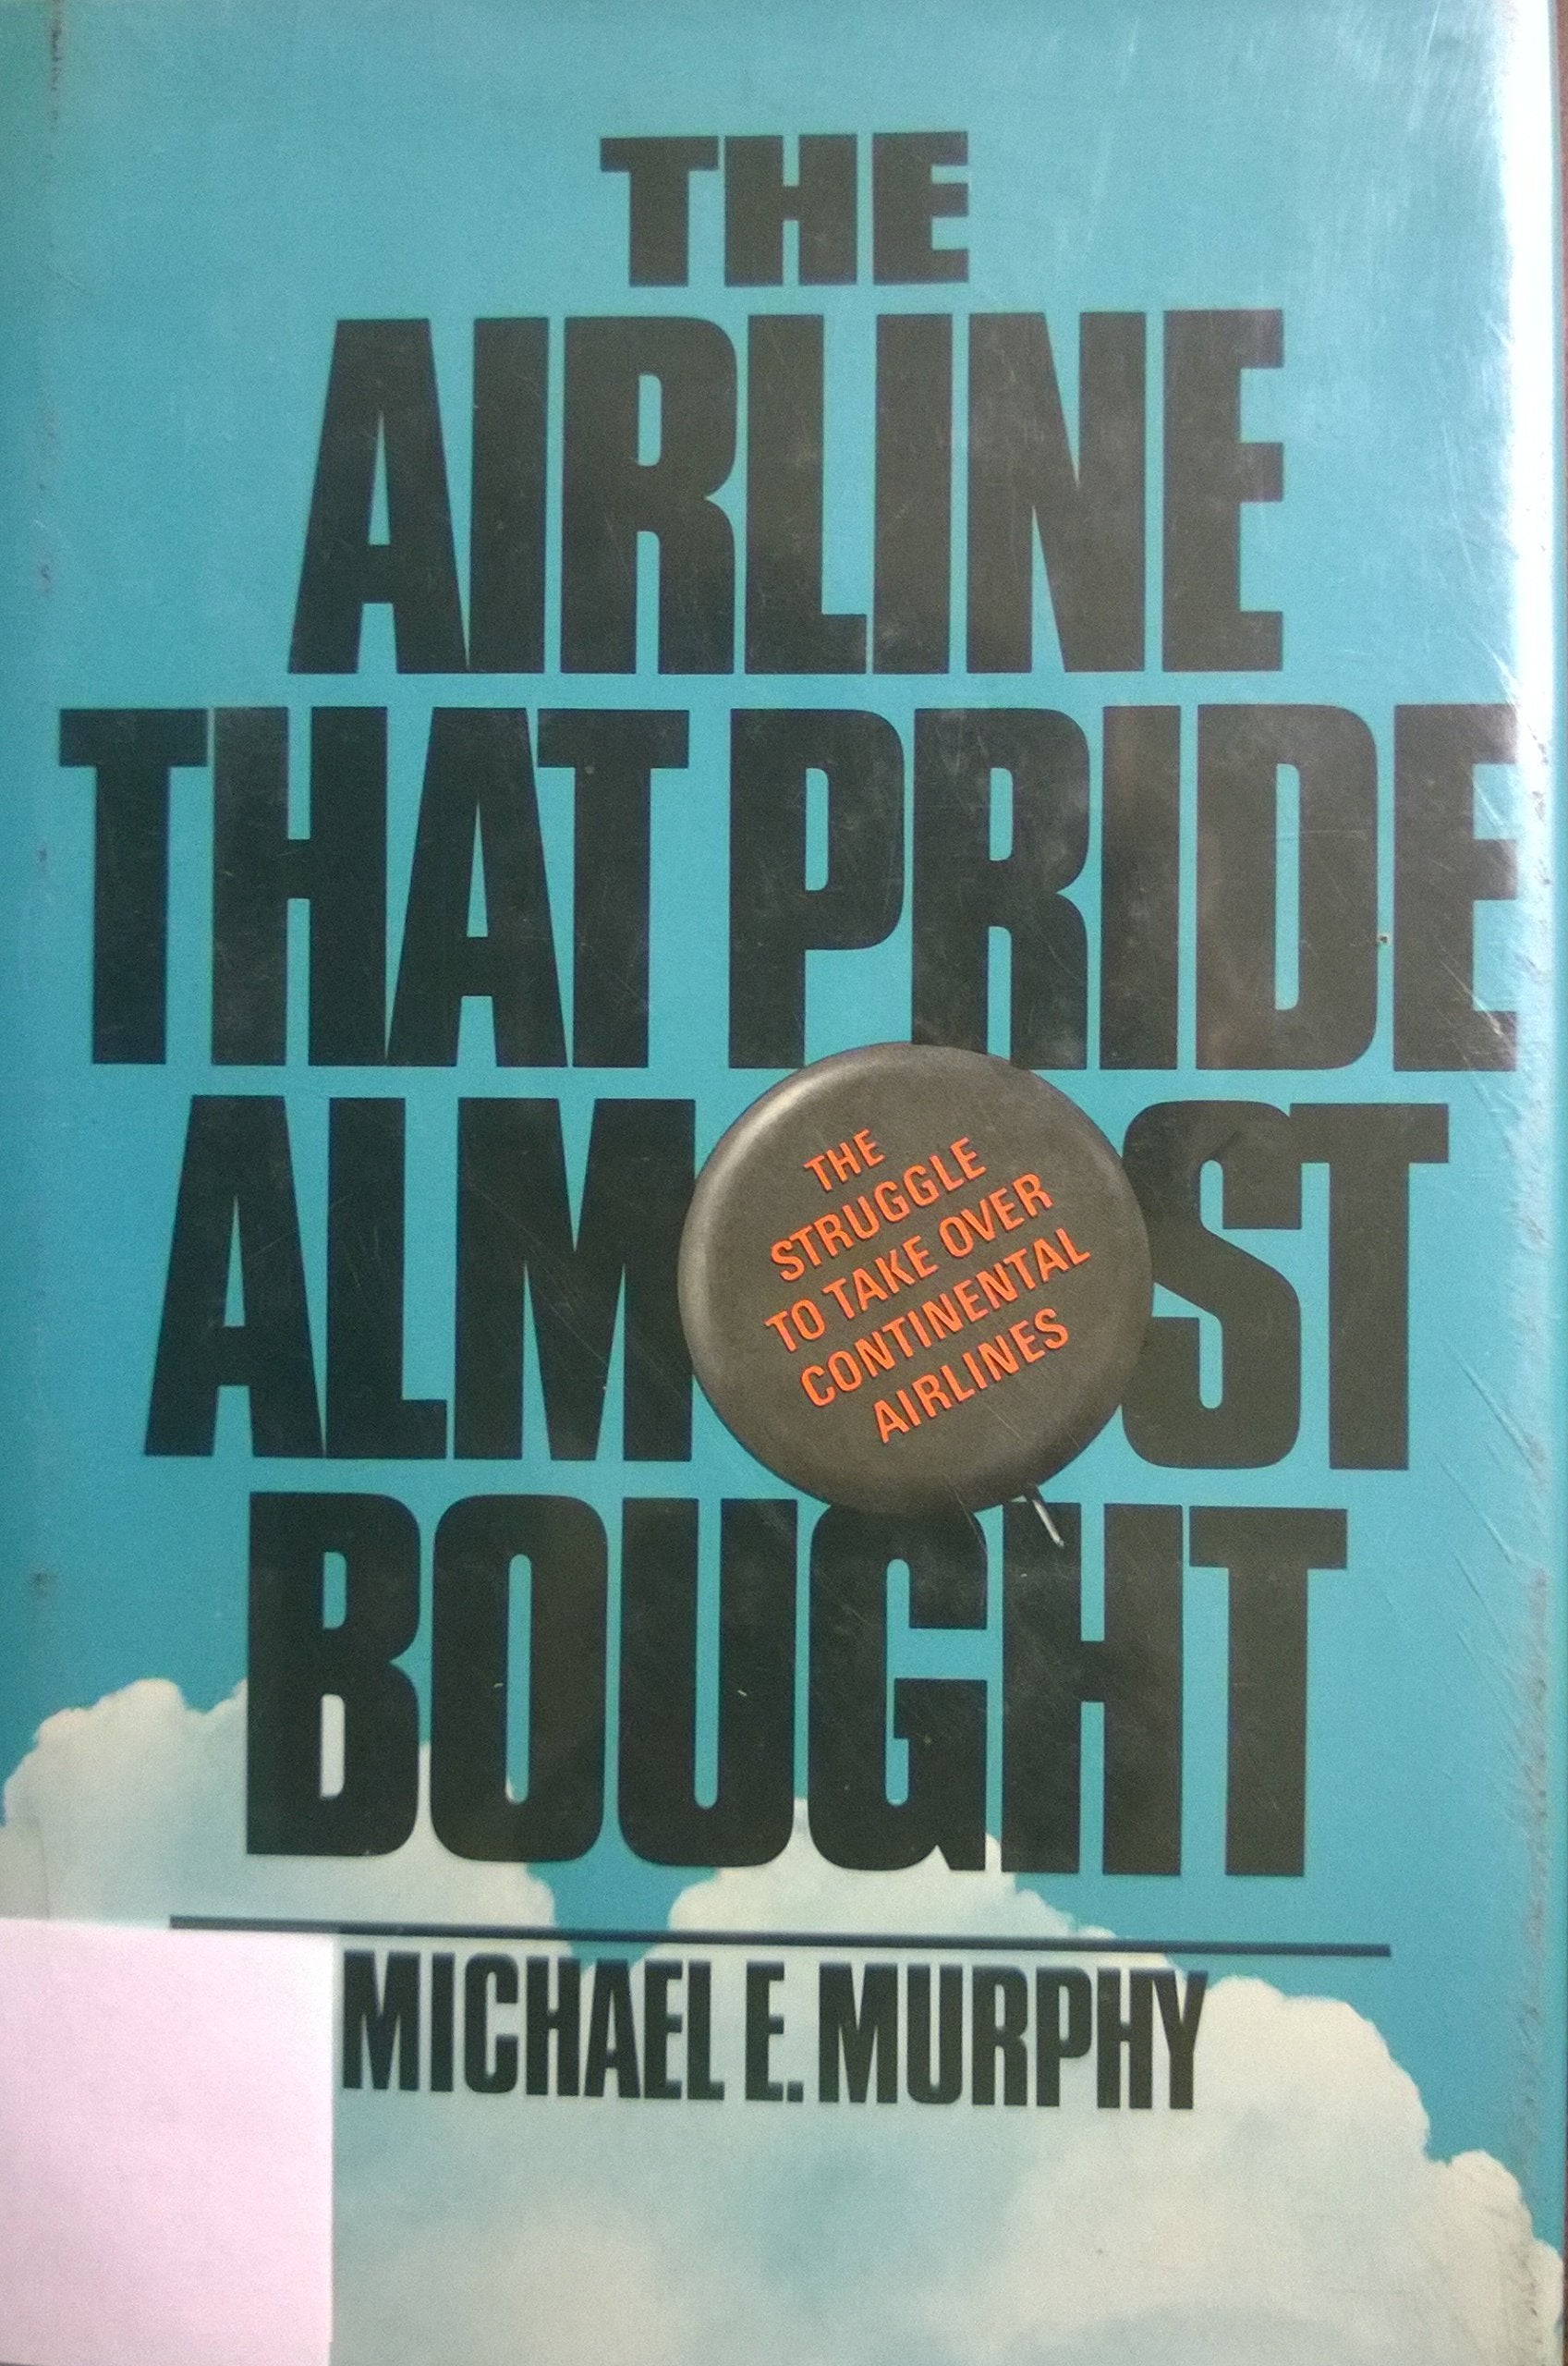 THE
AIRLINE
THAT PRIDE
ALMOST
THE
STRUGGLE
TO TAKE OVER
CONTINENTAL
AIRLINES
BOUGHT
MICHAEL E. MURPHY